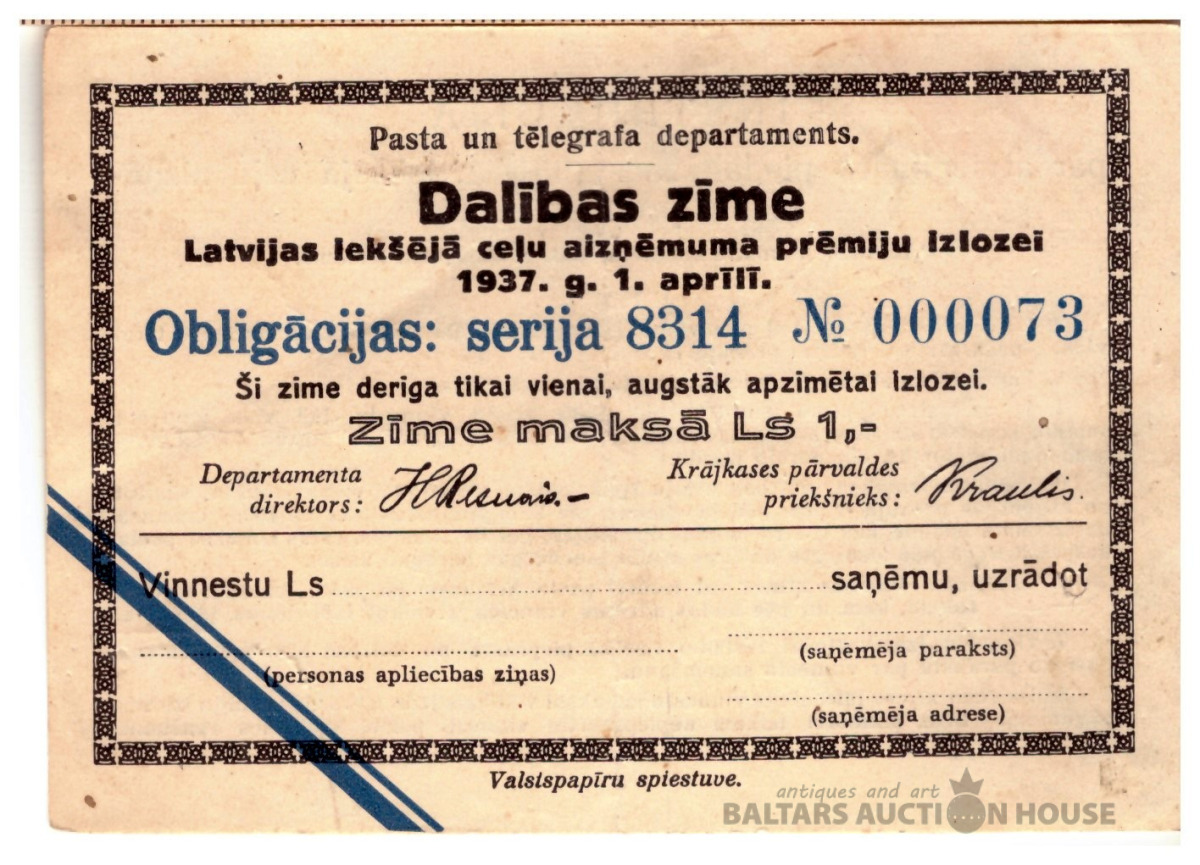 Pasta un tēlegrafa departaments.
Dalības zīme
Latvijas Iekšējā ceļu aizņēmuma prēmiju izlozei
1937. g. 1. aprīlī.
Obligācijas: serija 8314 № 000073
Ši zime deriga tikai vienai, augstāk apzimētai izlozei.
Zīme maksā Ls 1,-
Departamenta direktors:
Krājkases pārvaldes priekšnieks: Kraulis.
Vinnestu Ls saņēmu, uzrādot
(saņēmēja paraksts)
(personas apliecības ziņas)
(saņēmēja adrese)
Valstspapīru spiestuve.
antiques and art
BALTARS AUCTION HOUSE